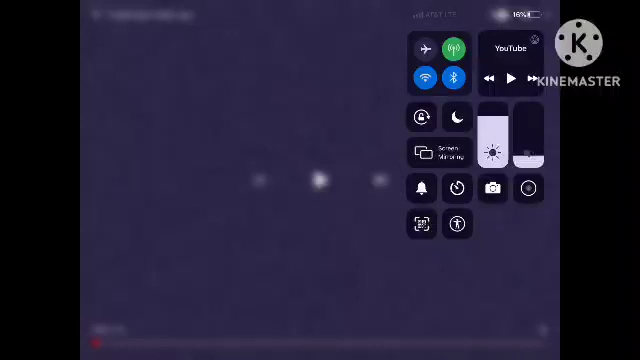 AT&T LTE
16%
YouTube
KINEMASTER
Screen
Mirroring